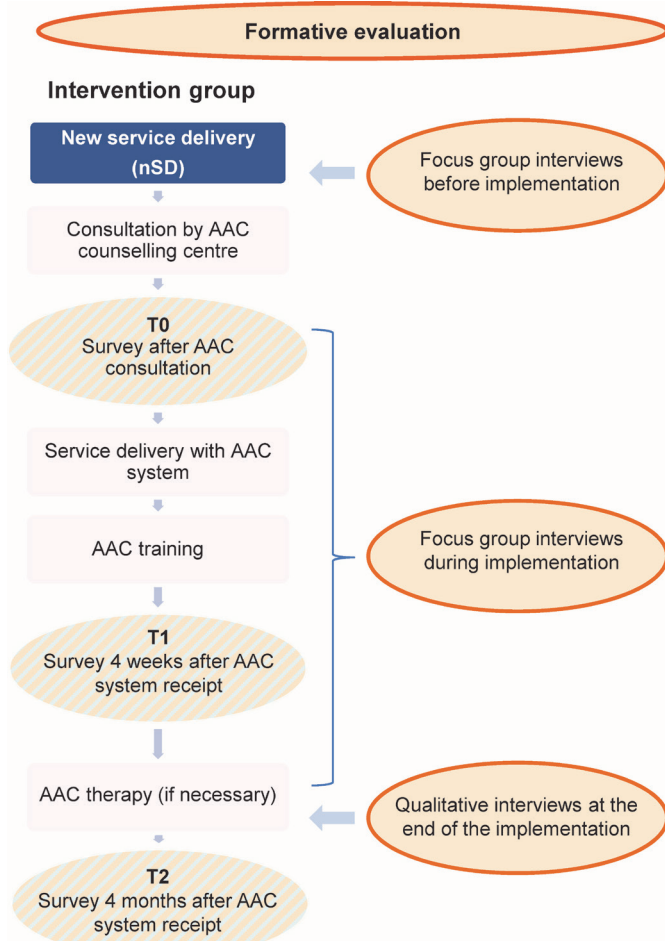 Formative evaluation
Intervention group
New service delivery
(nSD)
Focus group interviews
before implementation
Consultation by AAC
counselling centre
T0
Survey after AAC
consultation
Service delivery with AAC
system
AAC training
Focus group interviews
during implementation
T1
Survey 4 weeks after AAC
system receipt
AAC therapy (if necessary)
Qualitative interviews at the
end of the implementation
T2
Survey 4 months after AAC
system receipt